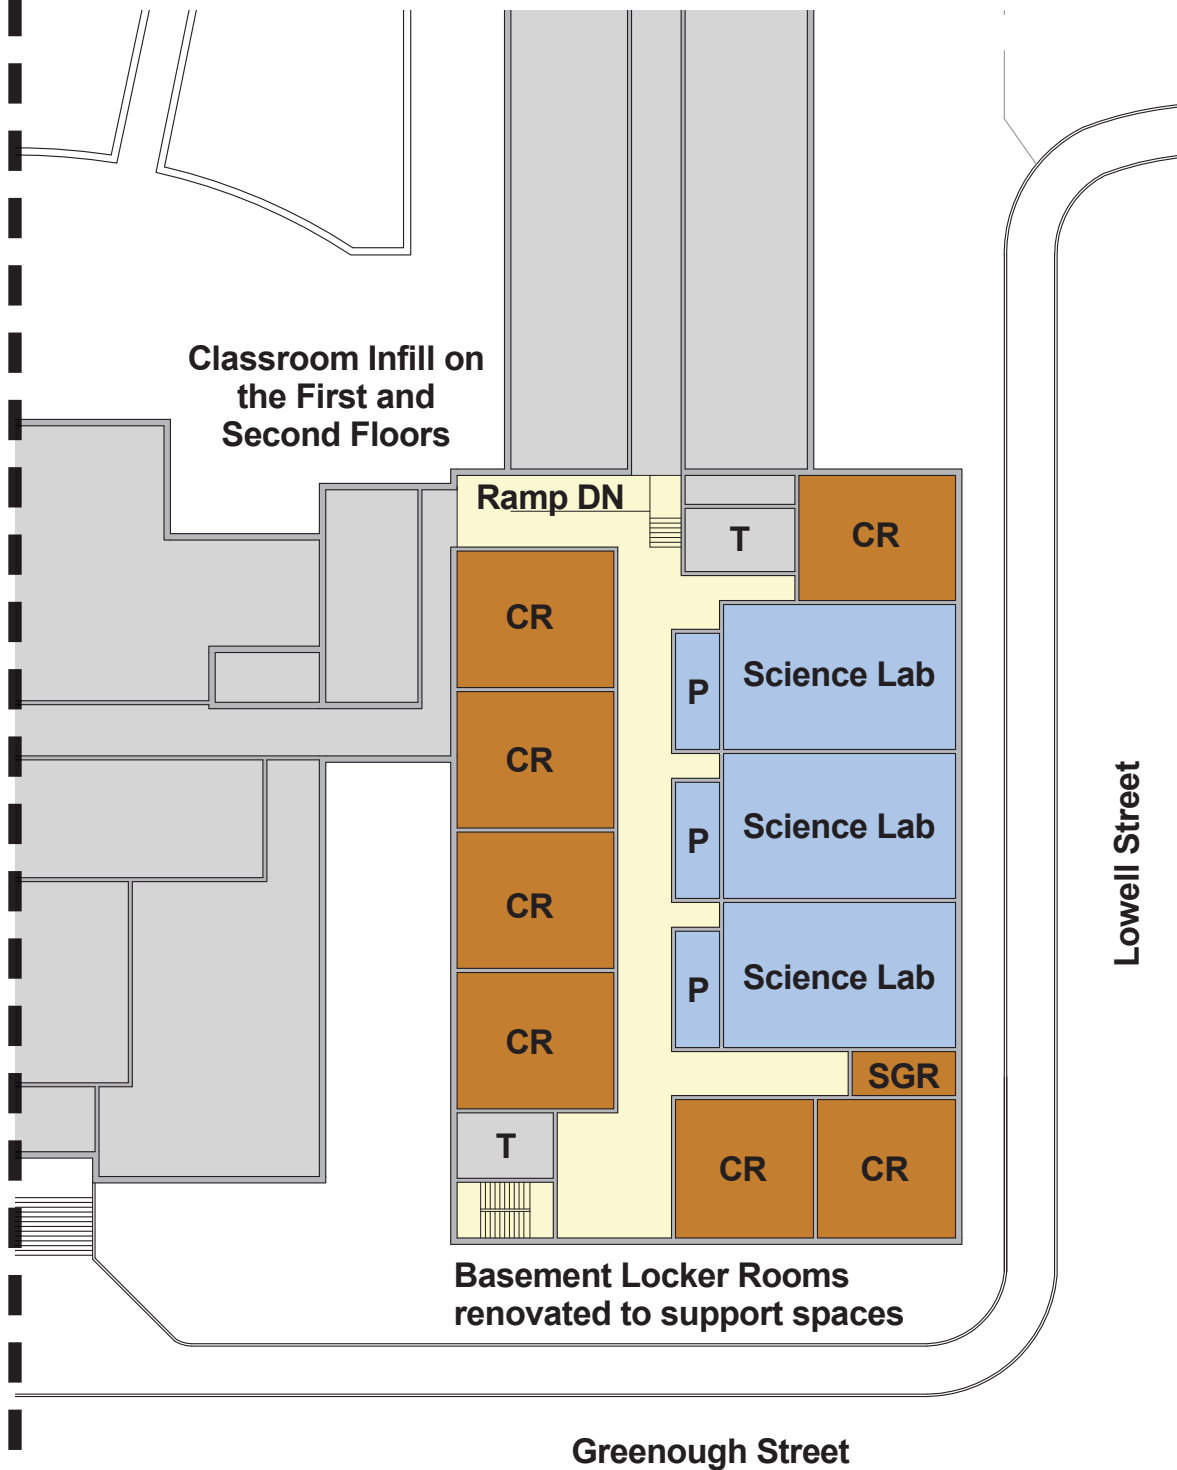 Classroom Infill on
the First and
Second Floors
Ramp DN
T
CR
CR
Science Lab
P
CR
Science Lab
P
CR
Science Lab
P
CR
SGR
T
CR
CR
Lowell Street
Basement Locker Rooms
renovated to support spaces
Greenough Street